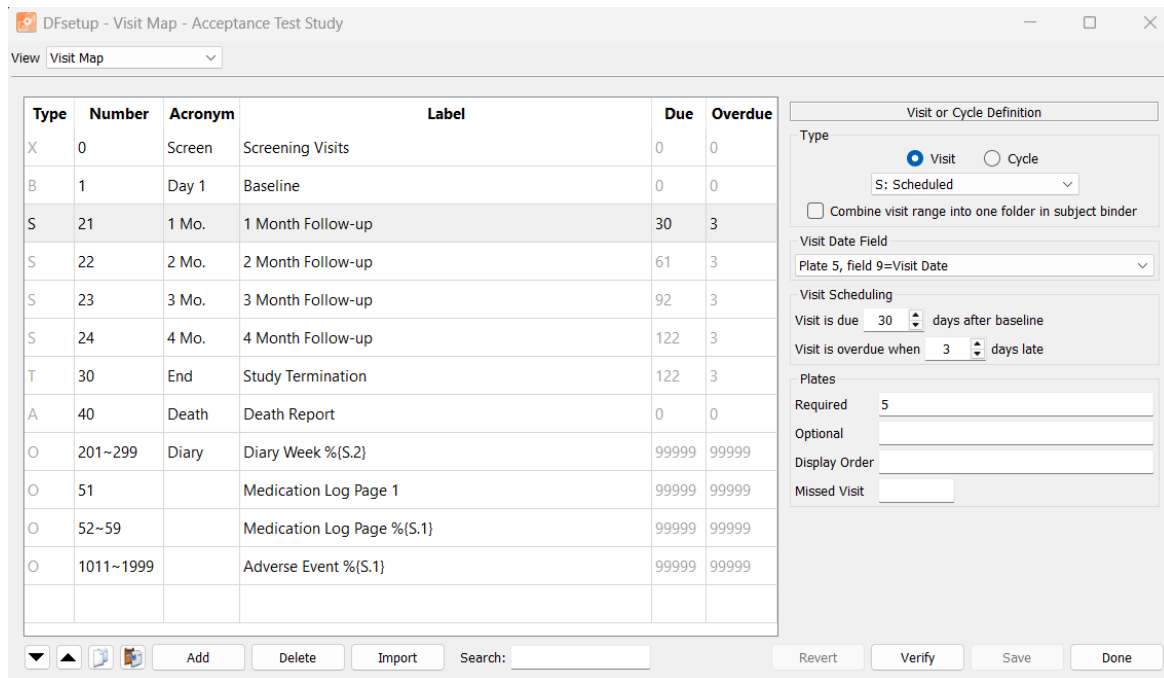 DFsetup - Visit Map - Acceptance Test Study
View Visit Map
Type Number Acronym Label Due Overdue
X 0 Screen Screening Visits 0 0
B 1 Day 1 Baseline 0 0
S 21 1 Mo. 1 Month Follow-up 30 3
S 22 2 Mo. 2 Month Follow-up 61 3
S 23 3 Mo. 3 Month Follow-up 92 3
S 24 4 Mo. 4 Month Follow-up 122 3
T 30 End Study Termination 122 3
A 40 Death Death Report 0 0
O 201~299 Diary Diary Week %{S.2} 99999 99999
O 51 Medication Log Page 1 99999 99999
O 52~59 Medication Log Page %{S.1} 99999 99999
O 1011~1999 Adverse Event %{S.1} 99999 99999
Visit or Cycle Definition
Type
Visit Cycle
S: Scheduled
Combine visit range into one folder in subject binder
Visit Date Field
Plate 5, field 9=Visit Date
Visit Scheduling
Visit is due 30 days after baseline
Visit is overdue when 3 days late
Plates
Required 5
Optional
Display Order
Missed Visit
Add Delete Import Search: Revert Verify Save Done